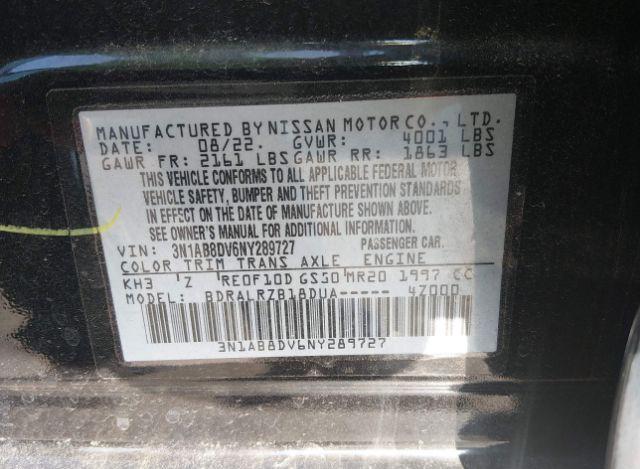 MANUFACTURED BY NISSAN MOTOR CO., LTD.
DATE: 08/22. GVWR: 4001 LBS
GAWR FR: 2161 LBS GAWR RR: 1863 LBS
THIS VEHICLE CONFORMS TO ALL APPLICABLE FEDERAL MOTOR
VEHICLE SAFETY, BUMPER AND THEFT PREVENTION STANDARDS
IN EFFECT ON THE DATE OF MANUFACTURE SHOWN ABOVE.
SEE OWNER'S MANUAL FOR ADDITIONAL INFORMATION.
VIN: 3N1AB8DV6NY289727 PASSENGER CAR.
COLOR TRIM TRANS AXLE ENGINE
KH3 'Z RE0F10D GS50 MR20 1997 CC
MODEL: BDRALRZB18DUA----- 4Z000
3N1AB8DV6NY289727